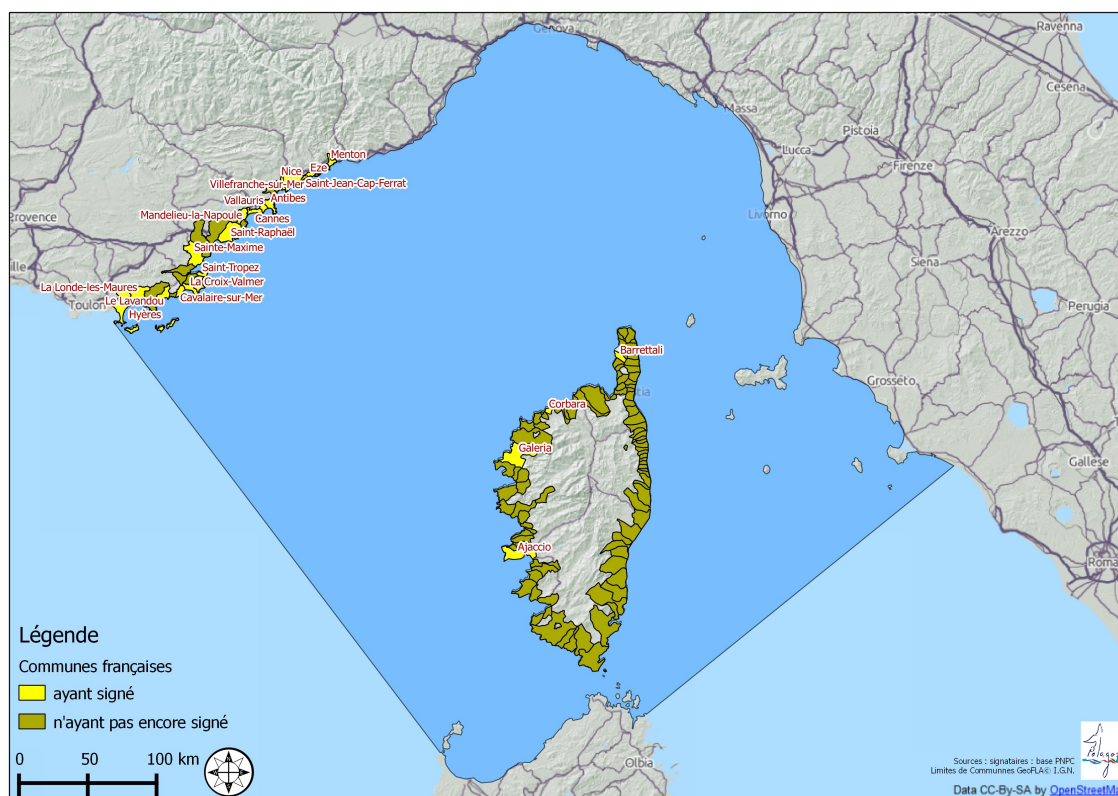 Genova
Ravenna
Cesena
Massa
Pistoia
Lucca
Firenze
Menton
Nice
Eze
Villefranche-sur-Mer
Saint-Jean-Cap-Ferrat
Vallauris
Antibes
Mandelieu-la-Napoule
Cannes
Provence
Livorno
Saint-Raphaël
Arezzo
Sainte-Maxime
Siena
Saint-Tropez
La Croix-Valmer
La Londe-les-Maures
Cavalaire-sur-Mer
Le Lavandou
Toulon
Hyères
Perugia
Barrettali
Grosseto
Corbara
Galeria
Gallese
Ajaccio
Roma
Légende
Communes françaises
ayant signé
n'ayant pas encore signé
0 50 100 km
Olbia
Pelagos
Sources : signataires : base PNPC
Limites de Communnes GeoFLA© I.G.N.
Data CC-By-SA by OpenStreetMa